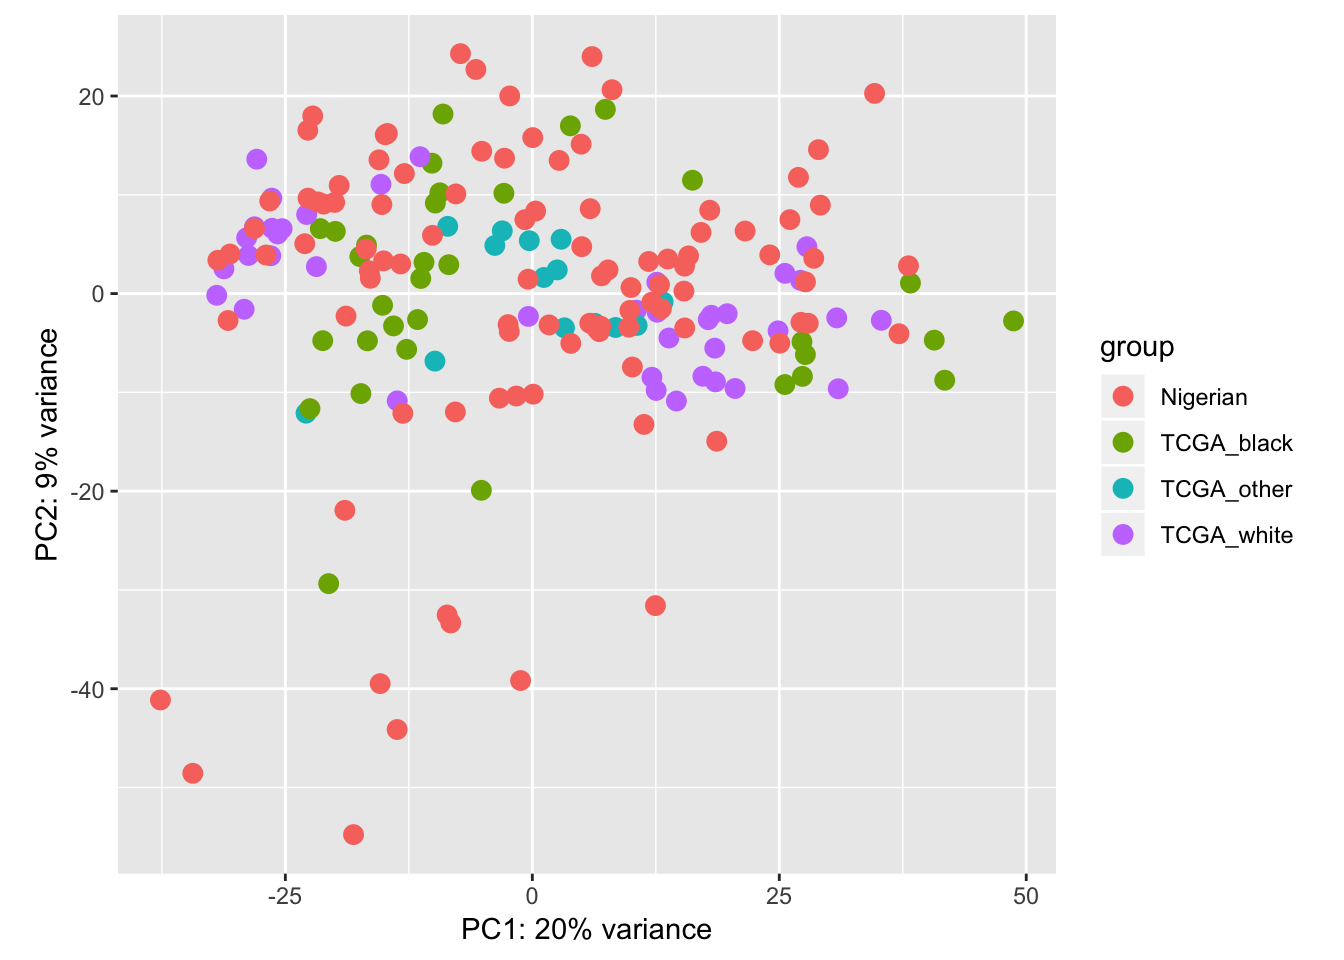 20
0
-20
-40
PC2: 9% variance
-25
0
25
50
PC1: 20% variance
group
Nigerian
TCGA_black
TCGA_other
TCGA_white